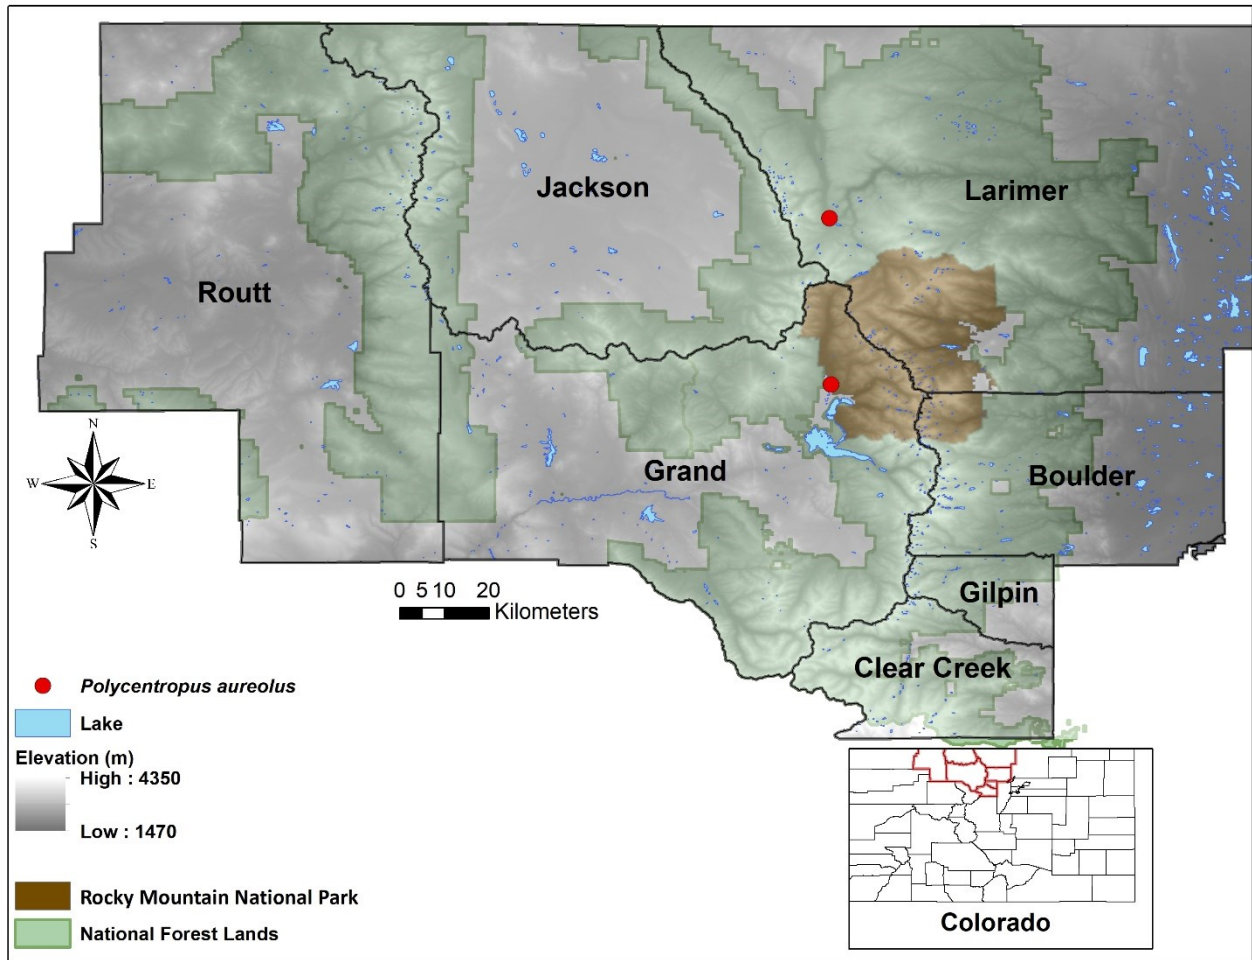 Jackson
Larimer
Routt
N
W
E
S
Grand
Boulder
Gilpin
0 5 10 20
Kilometers
Clear Creek
Polycentropus aureolus
Lake
Elevation (m)
High : 4350
Low : 1470
Rocky Mountain National Park
National Forest Lands
Colorado